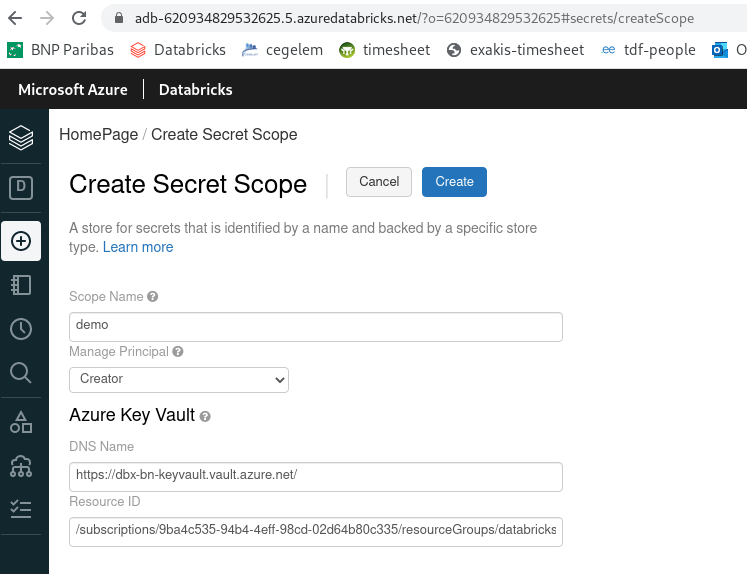 adb-620934829532625.5.azuredatabricks.net/?o=620934829532625#secrets/createScope
BNP Paribas Databricks cegelem timesheet exakis-timesheet tdf-people O
Microsoft Azure Databricks
HomePage / Create Secret Scope
D
Create Secret Scope Cancel Create
A store for secrets that is identified by a name and backed by a specific store
type. Learn more
Scope Name
demo
Manage Principal
Creator
Azure Key Vault
DNS Name
https://dbx-bn-keyvault.vault.azure.net/
Resource ID
/subscriptions/9ba4c535-94b4-4eff-98cd-02d64b80c335/resourceGroups/databricks